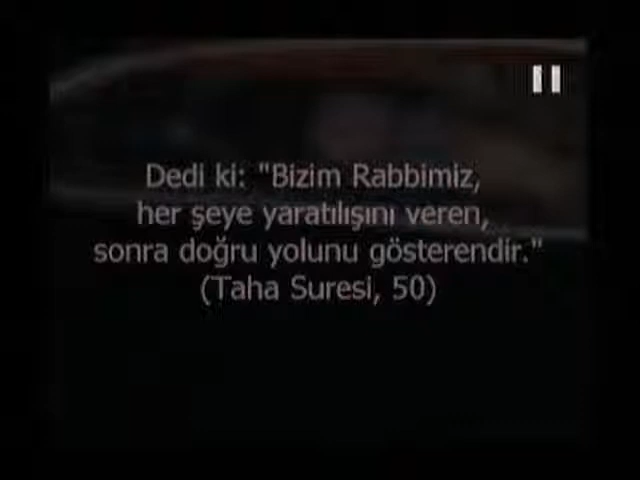 Dedi ki: "Bizim Rabbimiz,
her şeye yaratılışını veren,
sonra doğru yolunu gösterendir."
(Taha Suresi, 50)